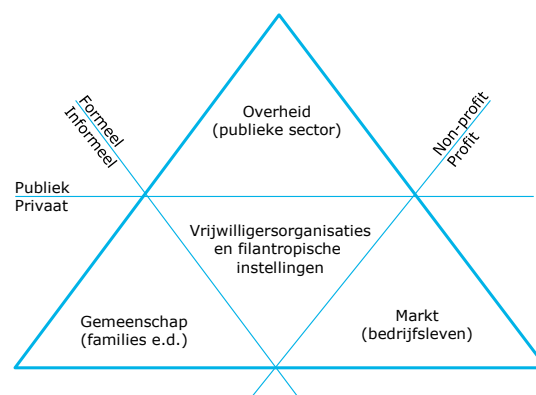 Overheid
(publieke sector)
Formeel
Informeel
Non-profit
Profit
Publiek
Privaat
Vrijwilligersorganisaties
en filantropische
instellingen
Gemeenschap
(families e.d.)
Markt
(bedrijfsleven)